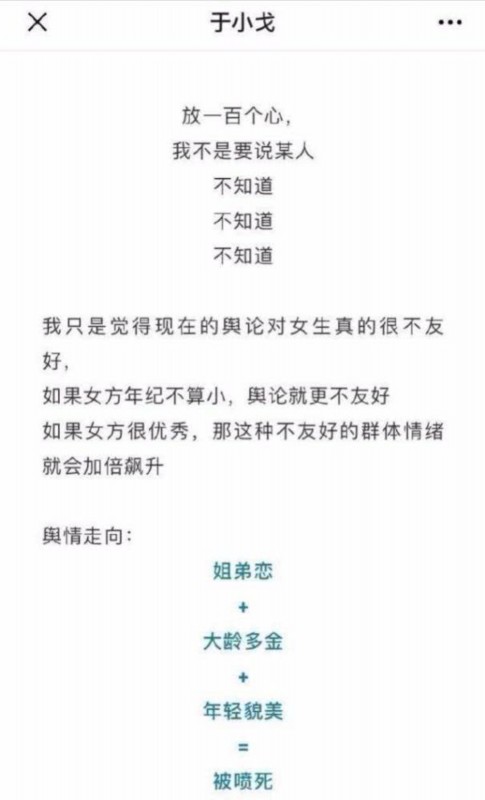 于小戈
放一百个心，
我不是要说某人
不知道
不知道
不知道
我只是觉得现在的舆论对女生真的很不友
好，
如果女方年纪不算小，舆论就更不友好
如果女方很优秀，那这种不友好的群体情绪
就会加倍飙升
舆情走向：
姐弟恋
+
大龄多金
+
年轻貌美
=
被喷死